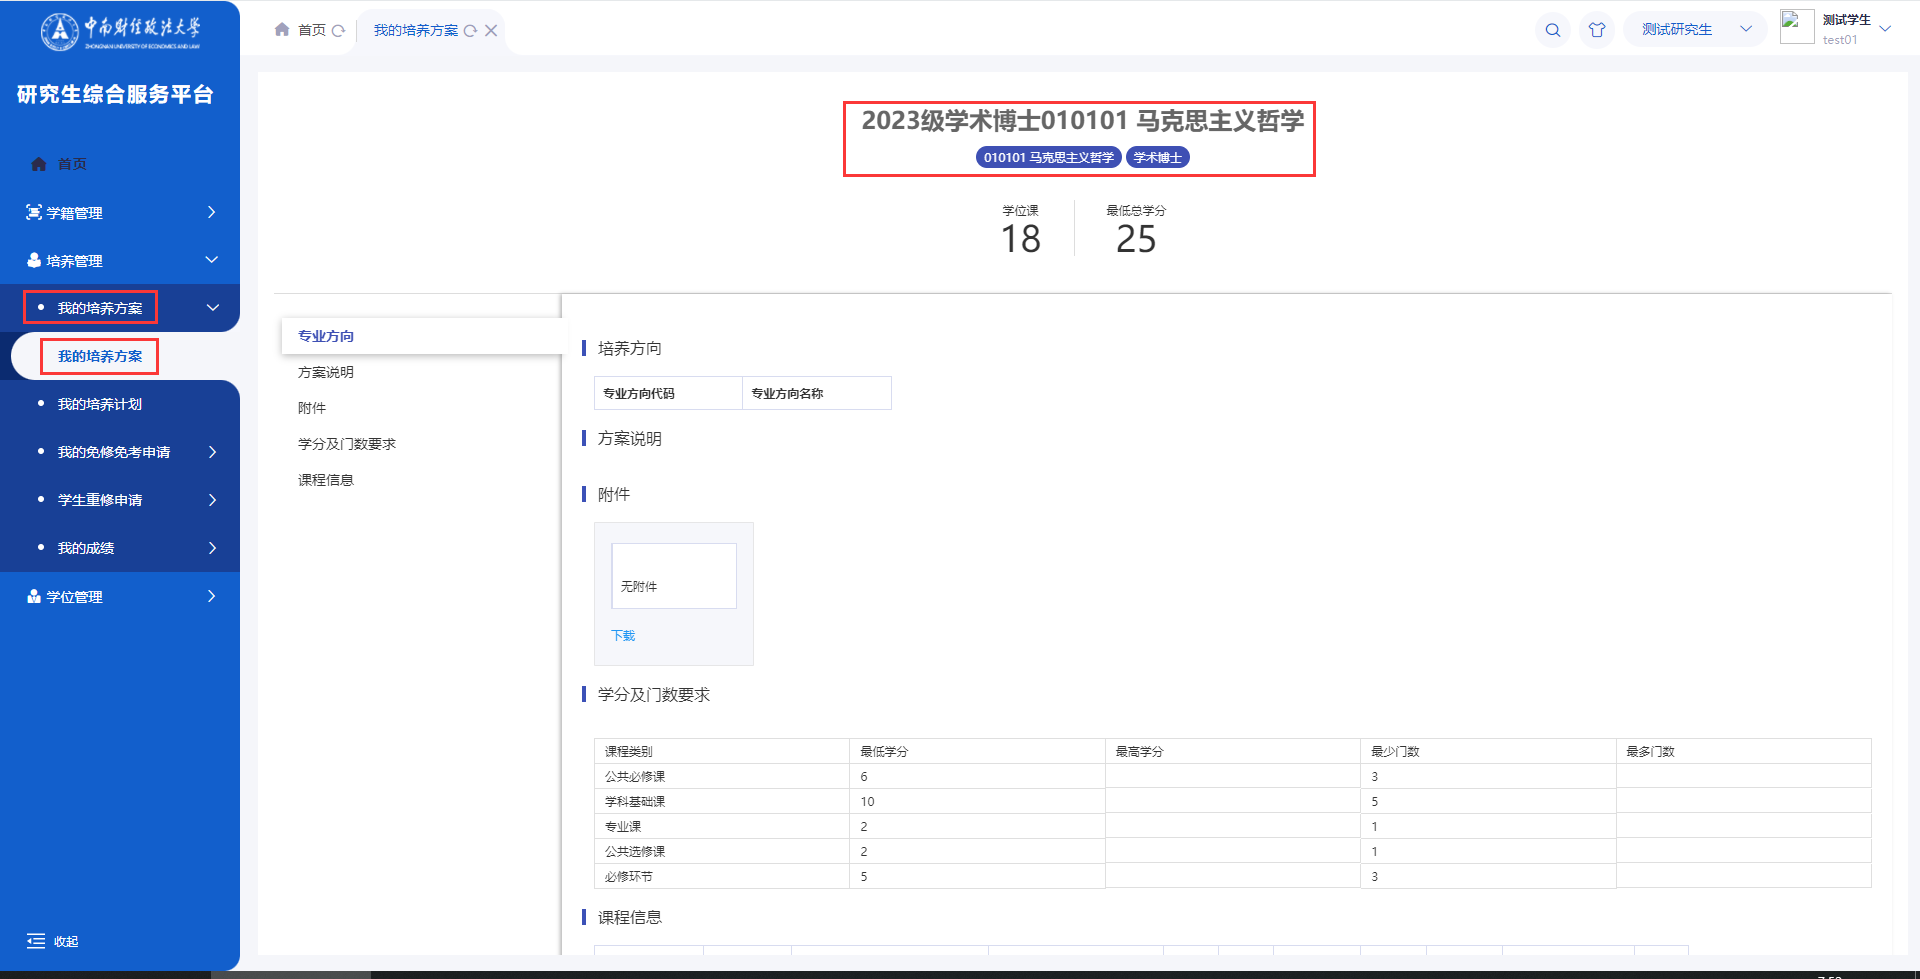 中南财经政法大学
ZHONGNAN UNIVERSITY OF ECONOMICS AND LAW
研究生综合服务平台
首页
学籍管理
培养管理
我的培养方案
我的培养方案
我的培养计划
我的免修免考申请
学生重修申请
我的成绩
学位管理
收起
首页
我的培养方案
测试研究生
测试学生
test01
2023级学术博士010101 马克思主义哲学
010101 马克思主义哲学 学术博士
学位课 最低总学分
18 25
专业方向
方案说明
附件
学分及门数要求
课程信息
培养方向
专业方向代码 专业方向名称
方案说明
附件
无附件
下载
学分及门数要求
课程类别 最低学分 最高学分 最少门数 最多门数
公共必修课 6 3
学科基础课 10 5
专业课 2 1
公共选修课 2 1
必修环节 5 3
课程信息